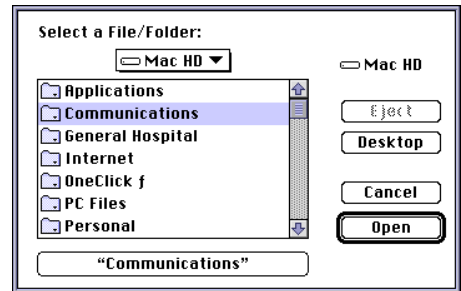 Select a File/Folder:
Mac HD
Mac HD
Applications
Communications
General Hospital
Internet
OneClick ƒ
PC Files
Personal
Eject
Desktop
Cancel
Open
“Communications”